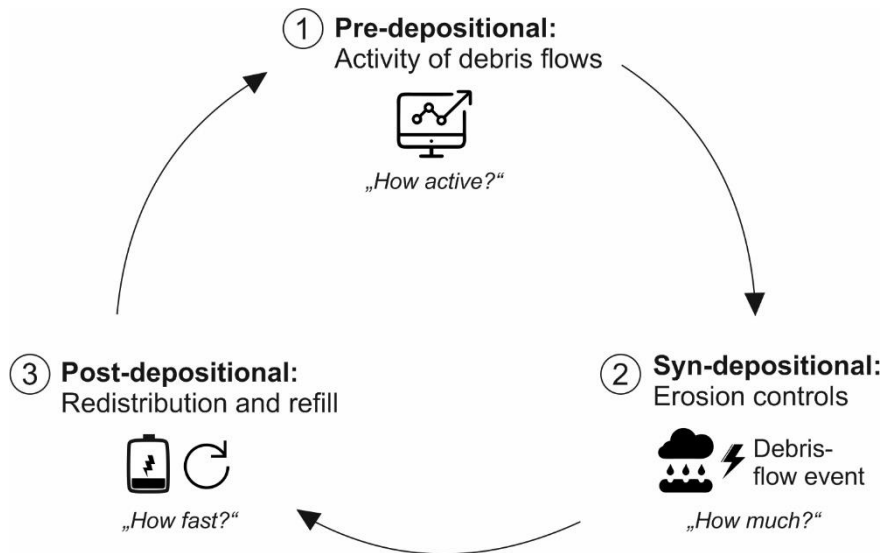 1 Pre-depositional:
Activity of debris flows
„How active?“
3 Post-depositional:
Redistribution and refill
„How fast?“
2 Syn-depositional:
Erosion controls
Debris-
flow event
„How much?“